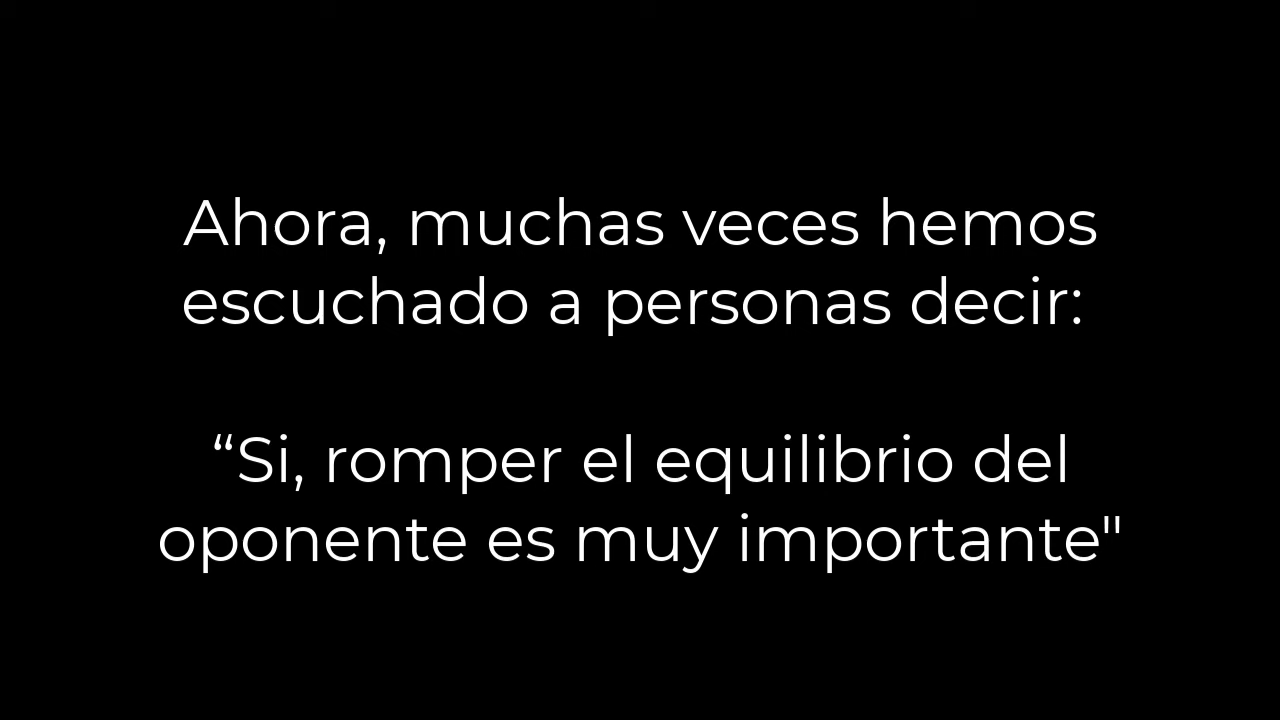 Ahora, muchas veces hemos
escuchado a personas decir:
“Si, romper el equilibrio del
oponente es muy importante"